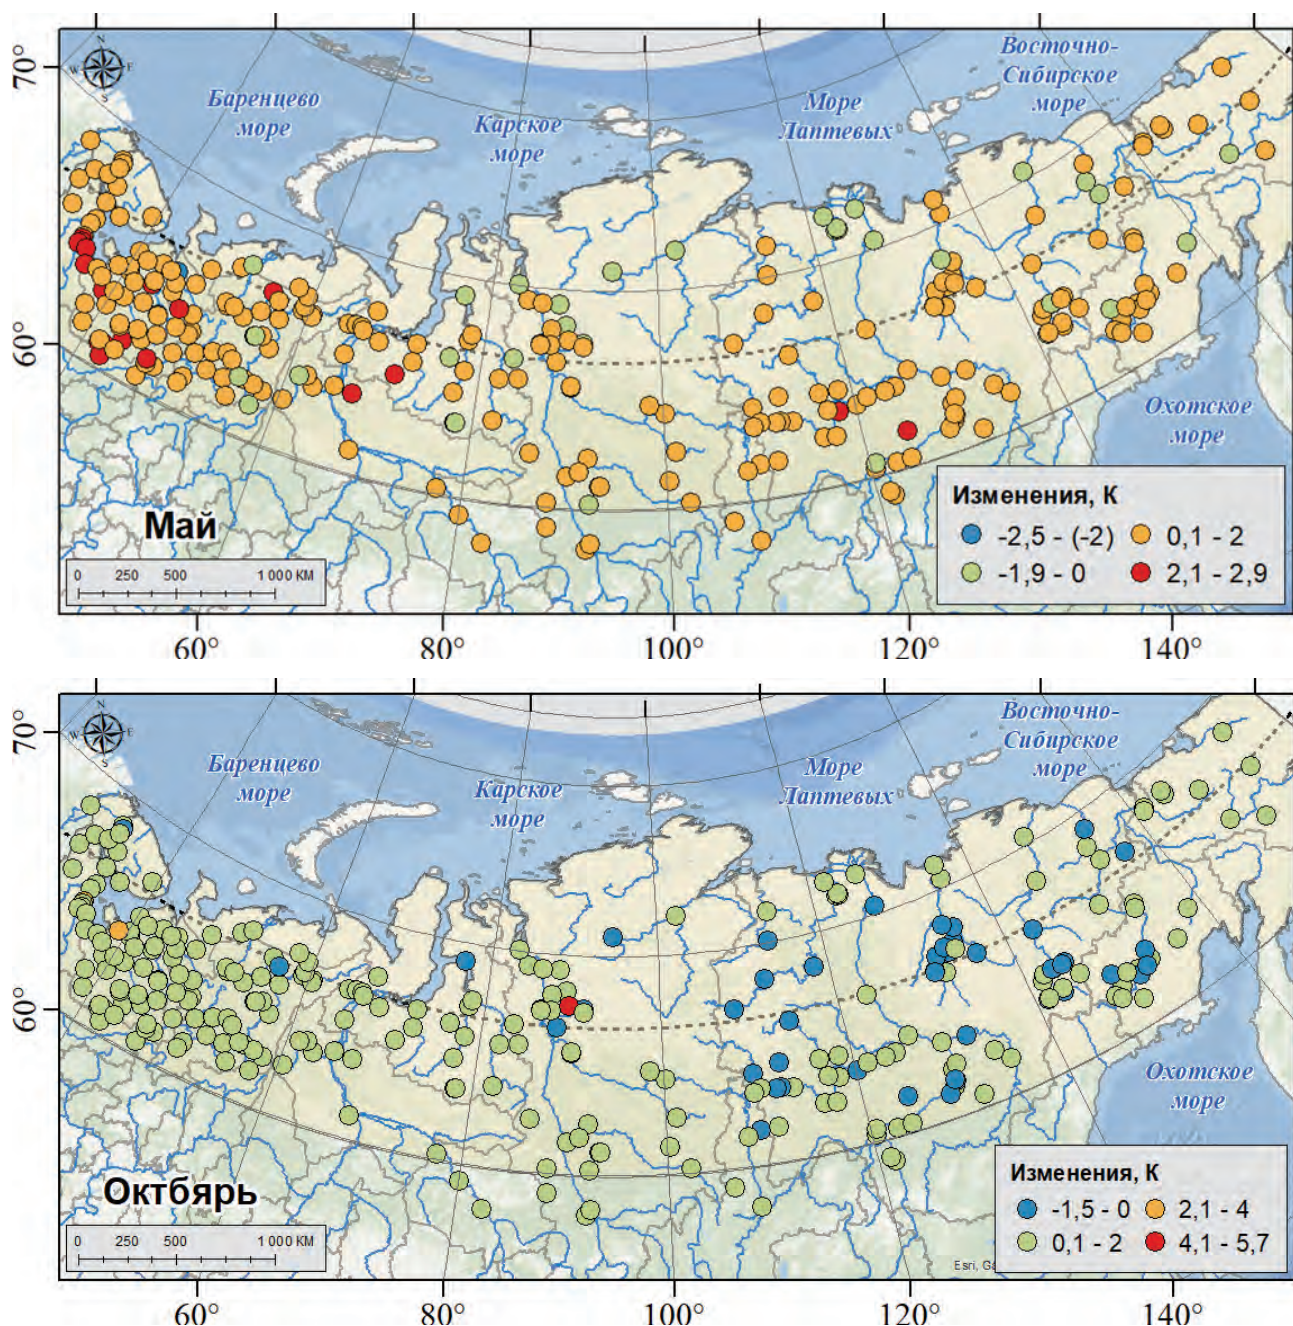 Восточно-
Сибирское
море
70°
N
W
E
S
Баренцево
море
Карское
море
Море
Лаптевых
60°
Охотское
море
Изменения, К
-2,5 - (-2)
0,1 - 2
-1,9 - 0
2,1 - 2,9
Май
0 250 500 1 000 КМ
60° 80° 100° 120° 140°
Восточно-
Сибирское
море
70°
N
W
E
S
Баренцево
море
Карское
море
Море
Лаптевых
60°
Охотское
море
Изменения, К
-1,5 - 0
2,1 - 4
0,1 - 2
4,1 - 5,7
Октбярь
0 250 500 1 000 КМ
Esri, Ga
60° 80° 100° 120° 140°